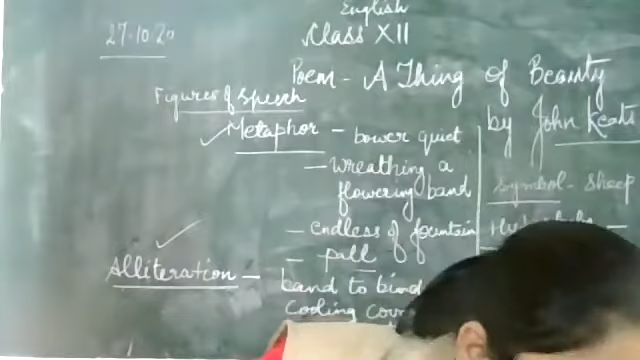 English
27.10.20
Class XII
Poem - A Thing of Beauty
by John Keats
Figures of Speech
Metaphor - bower quiet
- wreathing a
flowering band
- endless of fountain
- pall
Symbol - Sheep
Alliteration - band to bind
Cooling